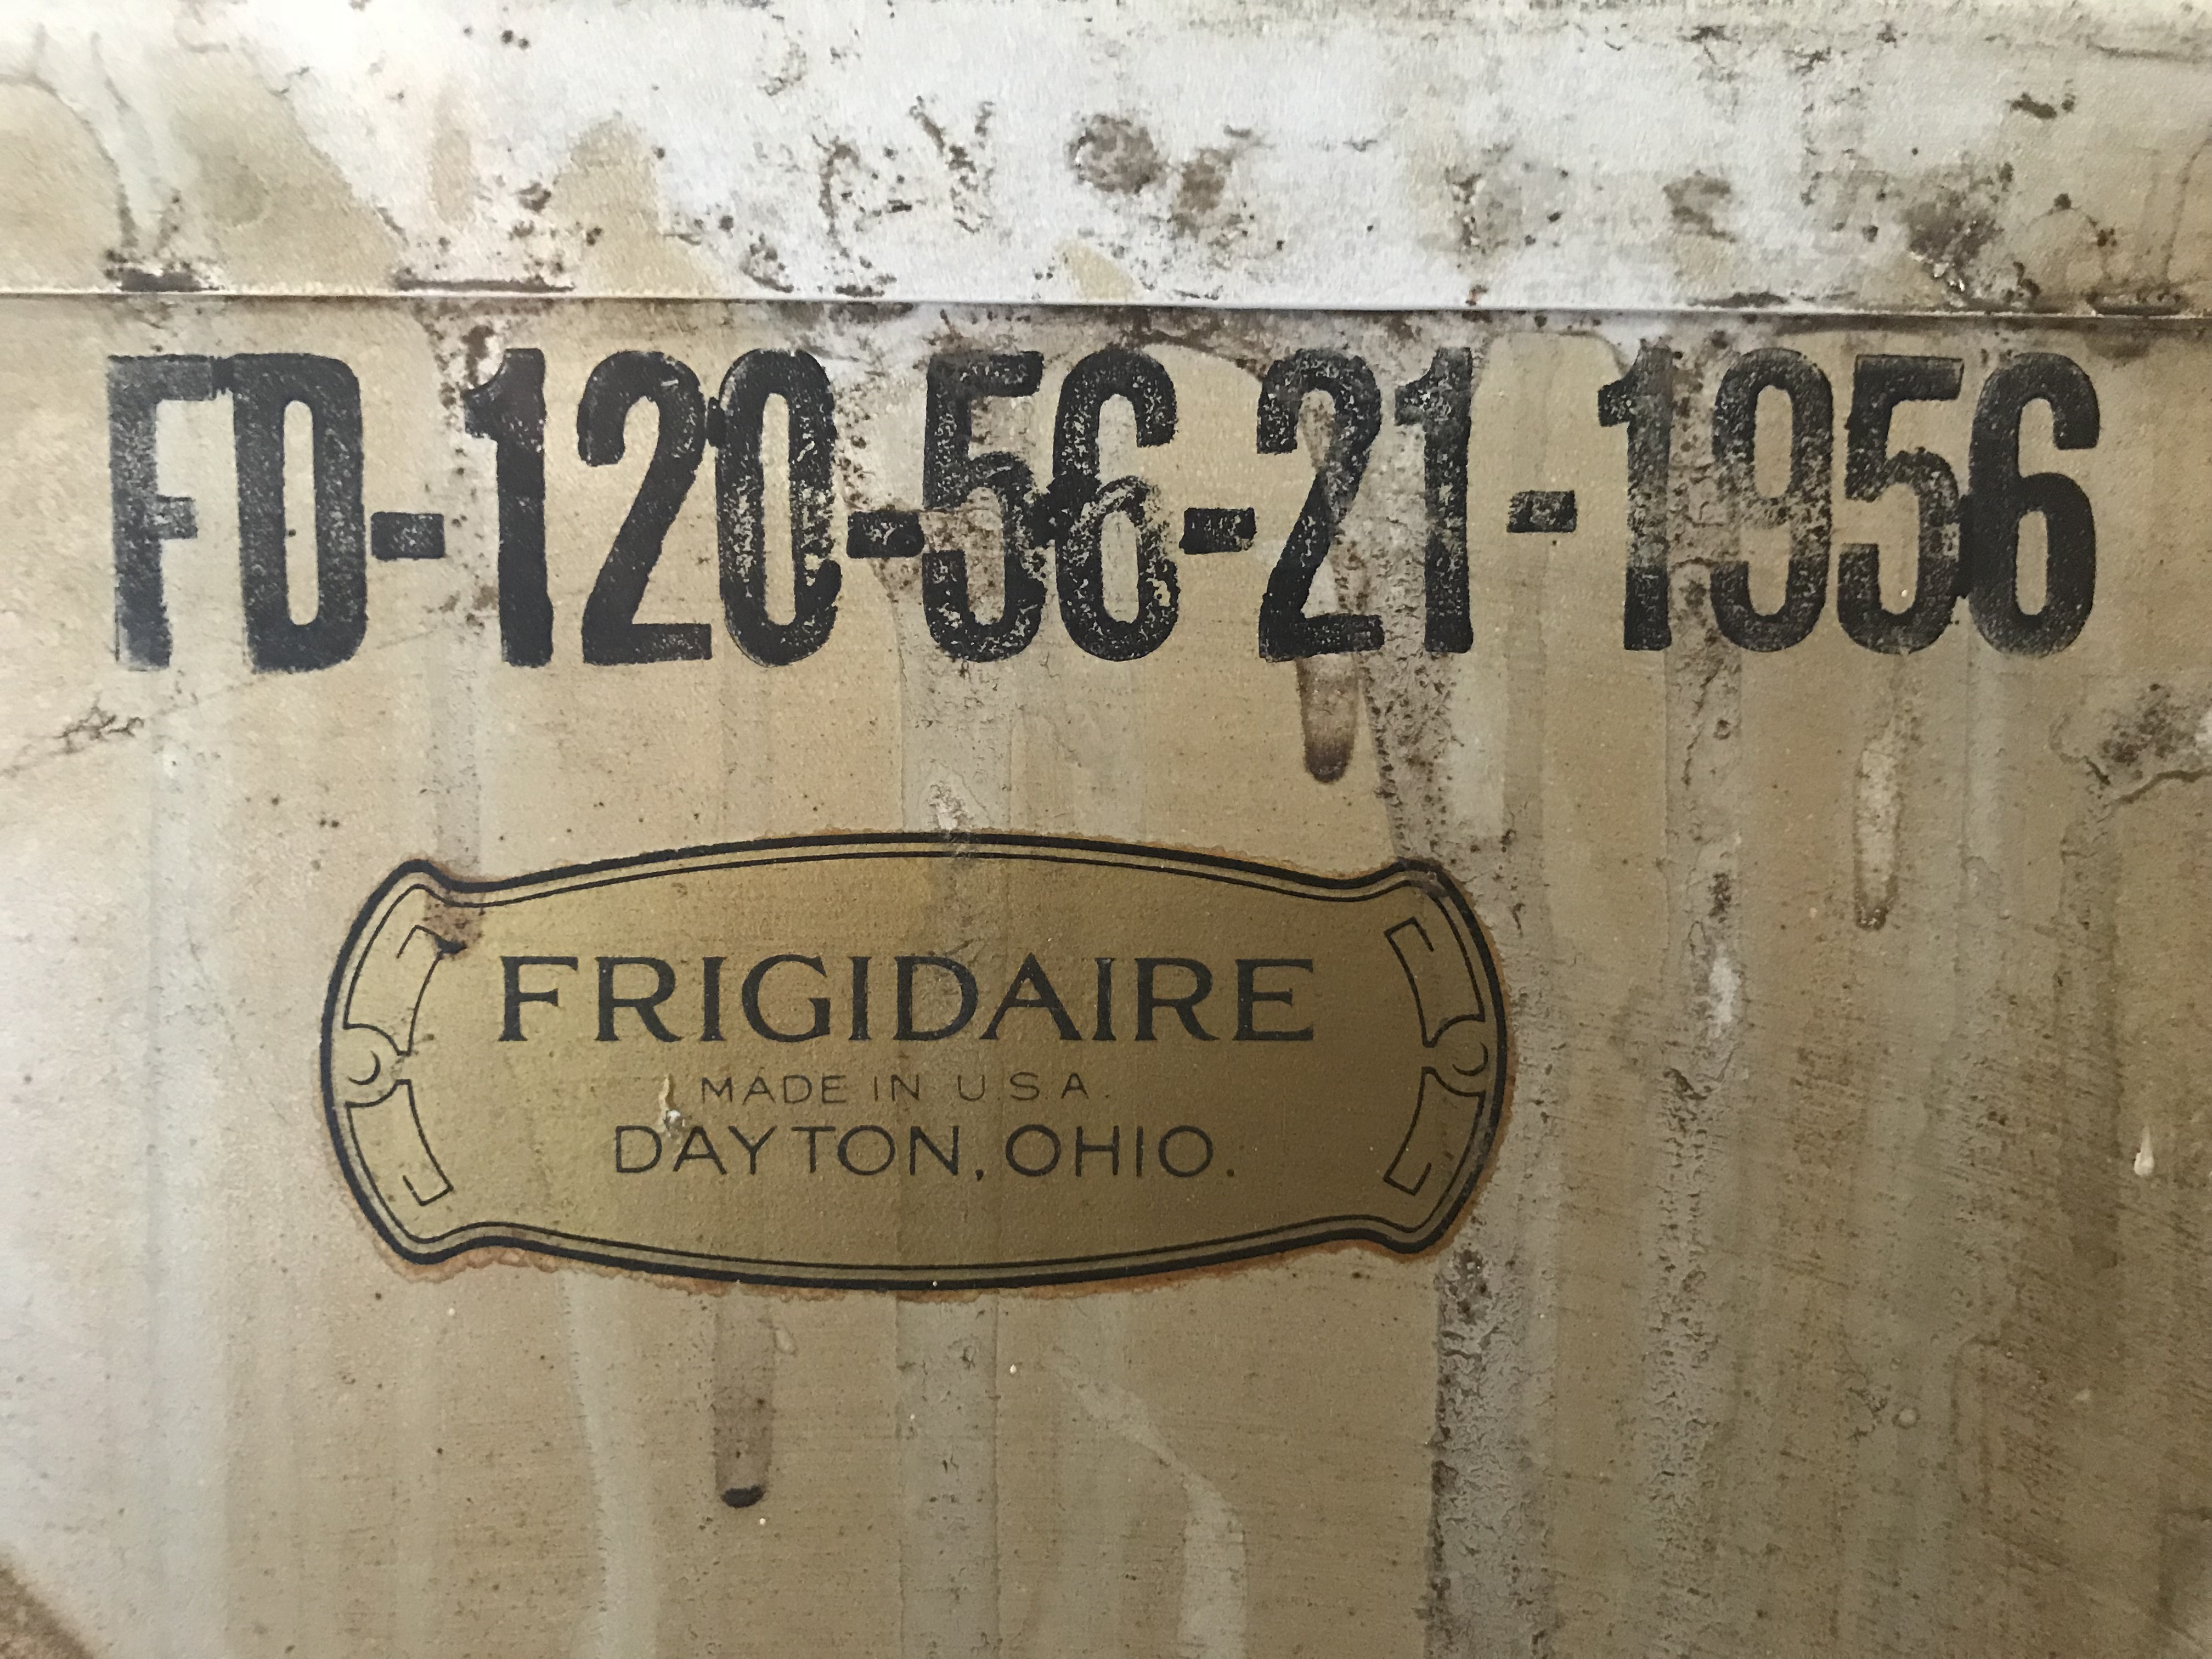 FD-120-56-21-1956
FRIGIDAIRE
MADE IN U.S.A.
DAYTON, OHIO.